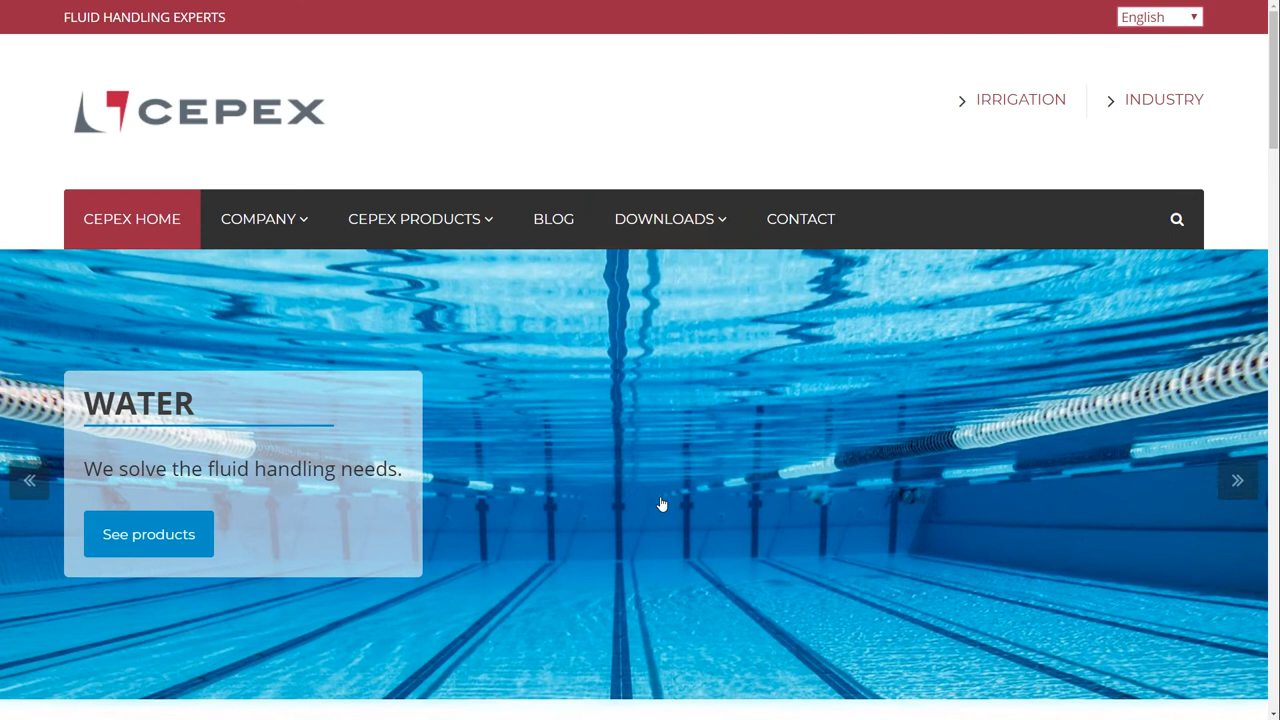 FLUID HANDLING EXPERTS
English
CEPEX
IRRIGATION
INDUSTRY
CEPEX HOME
COMPANY
CEPEX PRODUCTS
BLOG
DOWNLOADS
CONTACT
WATER
We solve the fluid handling needs.
See products